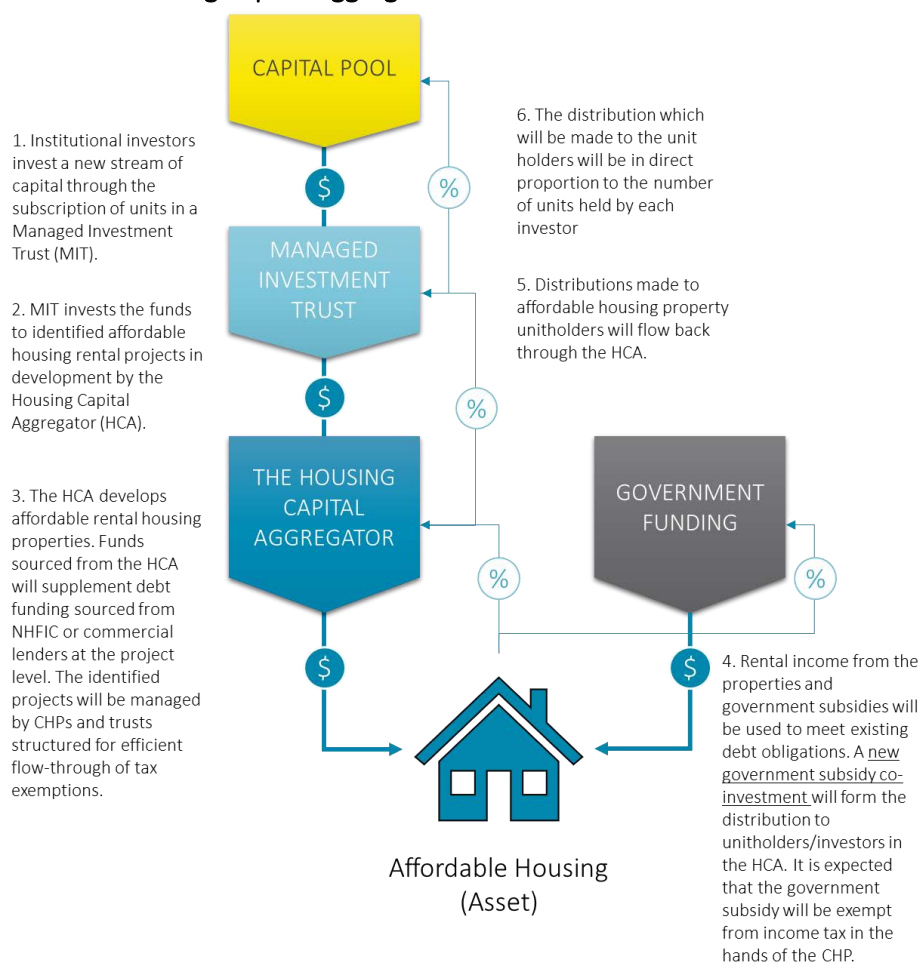 CAPITAL POOL
1. Institutional investors
invest a new stream of
capital through the
subscription of units in a
Managed Investment
Trust (MIT).
$
%
6. The distribution which
will be made to the unit
holders will be in direct
proportion to the number
of units held by each
investor
MANAGED
INVESTMENT
TRUST
2. MIT invests the funds
to identified affordable
housing rental projects in
development by the
Housing Capital
Aggregator (HCA).
5. Distributions made to
affordable housing property
unitholders will flow back
through the HCA.
$
%
THE HOUSING
CAPITAL
AGGREGATOR
GOVERNMENT
FUNDING
3. The HCA develops
affordable rental housing
properties. Funds
sourced from the HCA
will supplement debt
funding sourced from
NHFIC or commercial
lenders at the project
level. The identified
projects will be managed
by CHPs and trusts
structured for efficient
flow-through of tax
exemptions.
%
%
$
$
4. Rental income from the
properties and
government subsidies will
be used to meet existing
debt obligations. A new
government subsidy co-
investment will form the
distribution to
unitholders/investors in
the HCA. It is expected
that the government
subsidy will be exempt
from income tax in the
hands of the CHP.
Affordable Housing
(Asset)